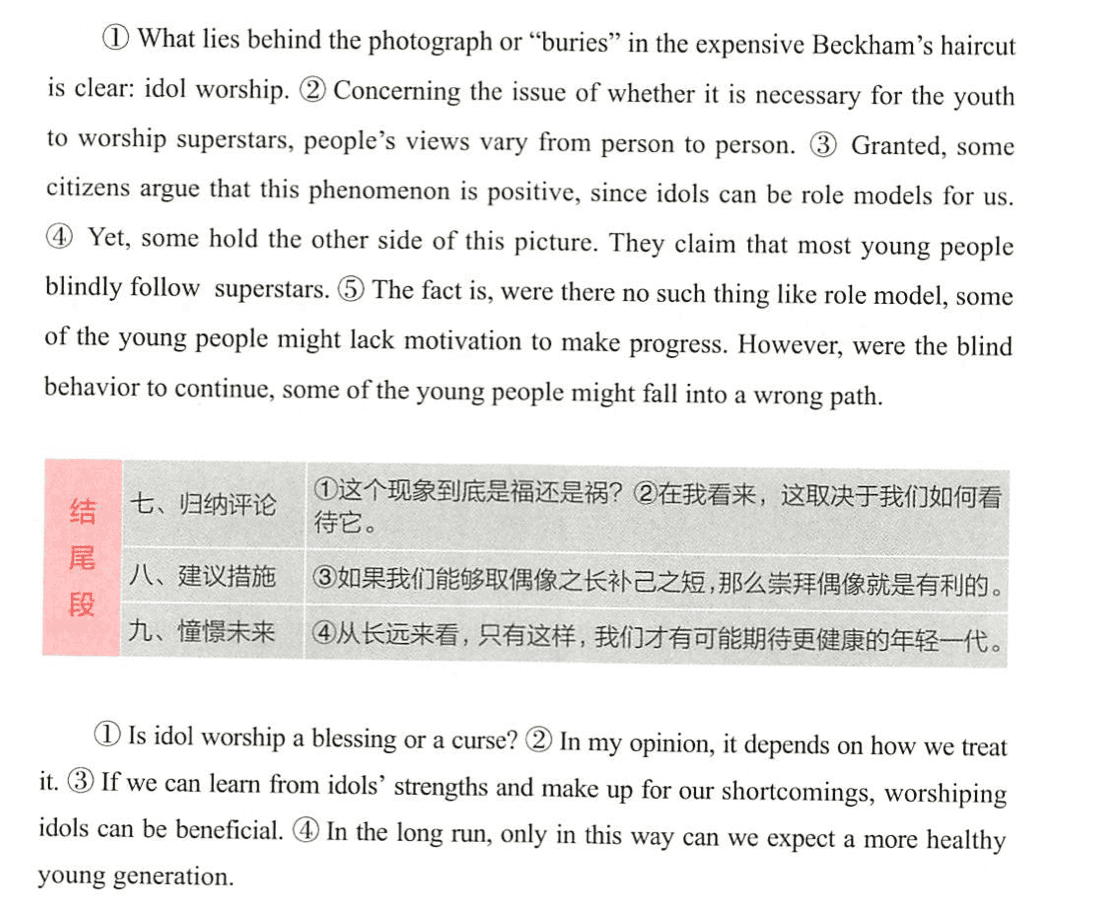 ① What lies behind the photograph or “buries” in the expensive Beckham’s haircut
is clear: idol worship. ② Concerning the issue of whether it is necessary for the youth
to worship superstars, people’s views vary from person to person. ③ Granted, some
citizens argue that this phenomenon is positive, since idols can be role models for us.
④ Yet, some hold the other side of this picture. They claim that most young people
blindly follow superstars. ⑤ The fact is, were there no such thing like role model, some
of the young people might lack motivation to make progress. However, were the blind
behavior to continue, some of the young people might fall into a wrong path.
结尾段
七、归纳评论
①这个现象到底是福还是祸？②在我看来，这取决于我们如何看
待它。
八、建议措施
③如果我们能够取偶像之长补己之短,那么崇拜偶像就是有利的。
九、憧憬未来
④从长远来看，只有这样，我们才有可能期待更健康的年轻一代。
① Is idol worship a blessing or a curse? ② In my opinion, it depends on how we treat
it. ③ If we can learn from idols’ strengths and make up for our shortcomings, worshiping
idols can be beneficial. ④ In the long run, only in this way can we expect a more healthy
young generation.